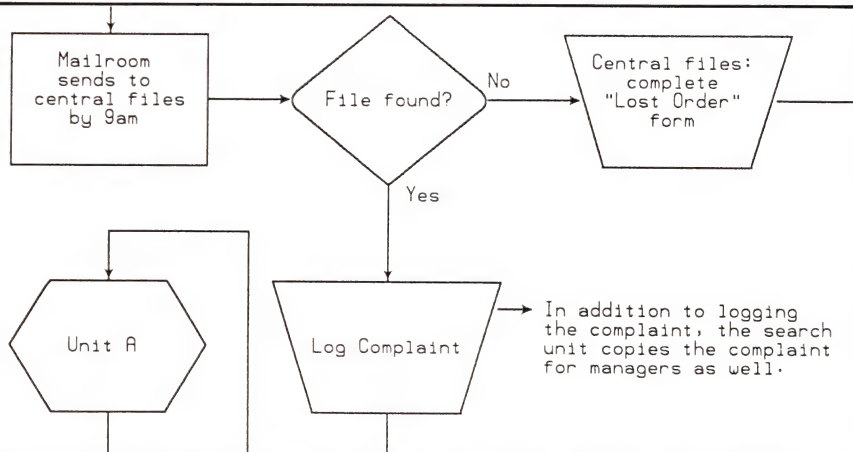 Mailroom
sends to
central files
by 9am
File found?
No
Central files:
complete
"Lost Order"
form
Yes
Unit A
Log Complaint
In addition to logging
the complaint, the search
unit copies the complaint
for managers as well.